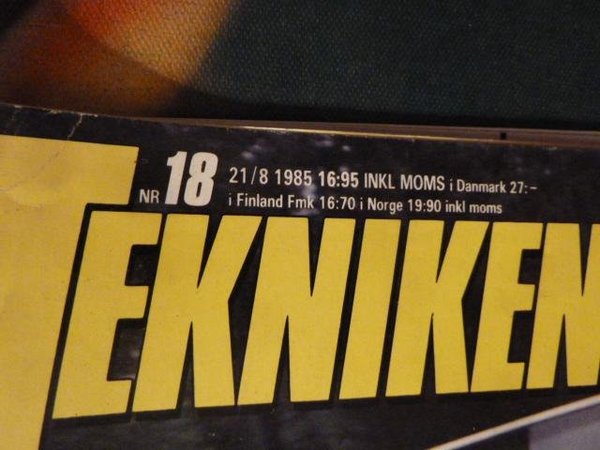 NR 18 21/8 1985 16:95 INKL MOMS i Danmark 27:-
i Finland Fmk 16:70 i Norge 19:90 inkl moms
TEKNIKEN